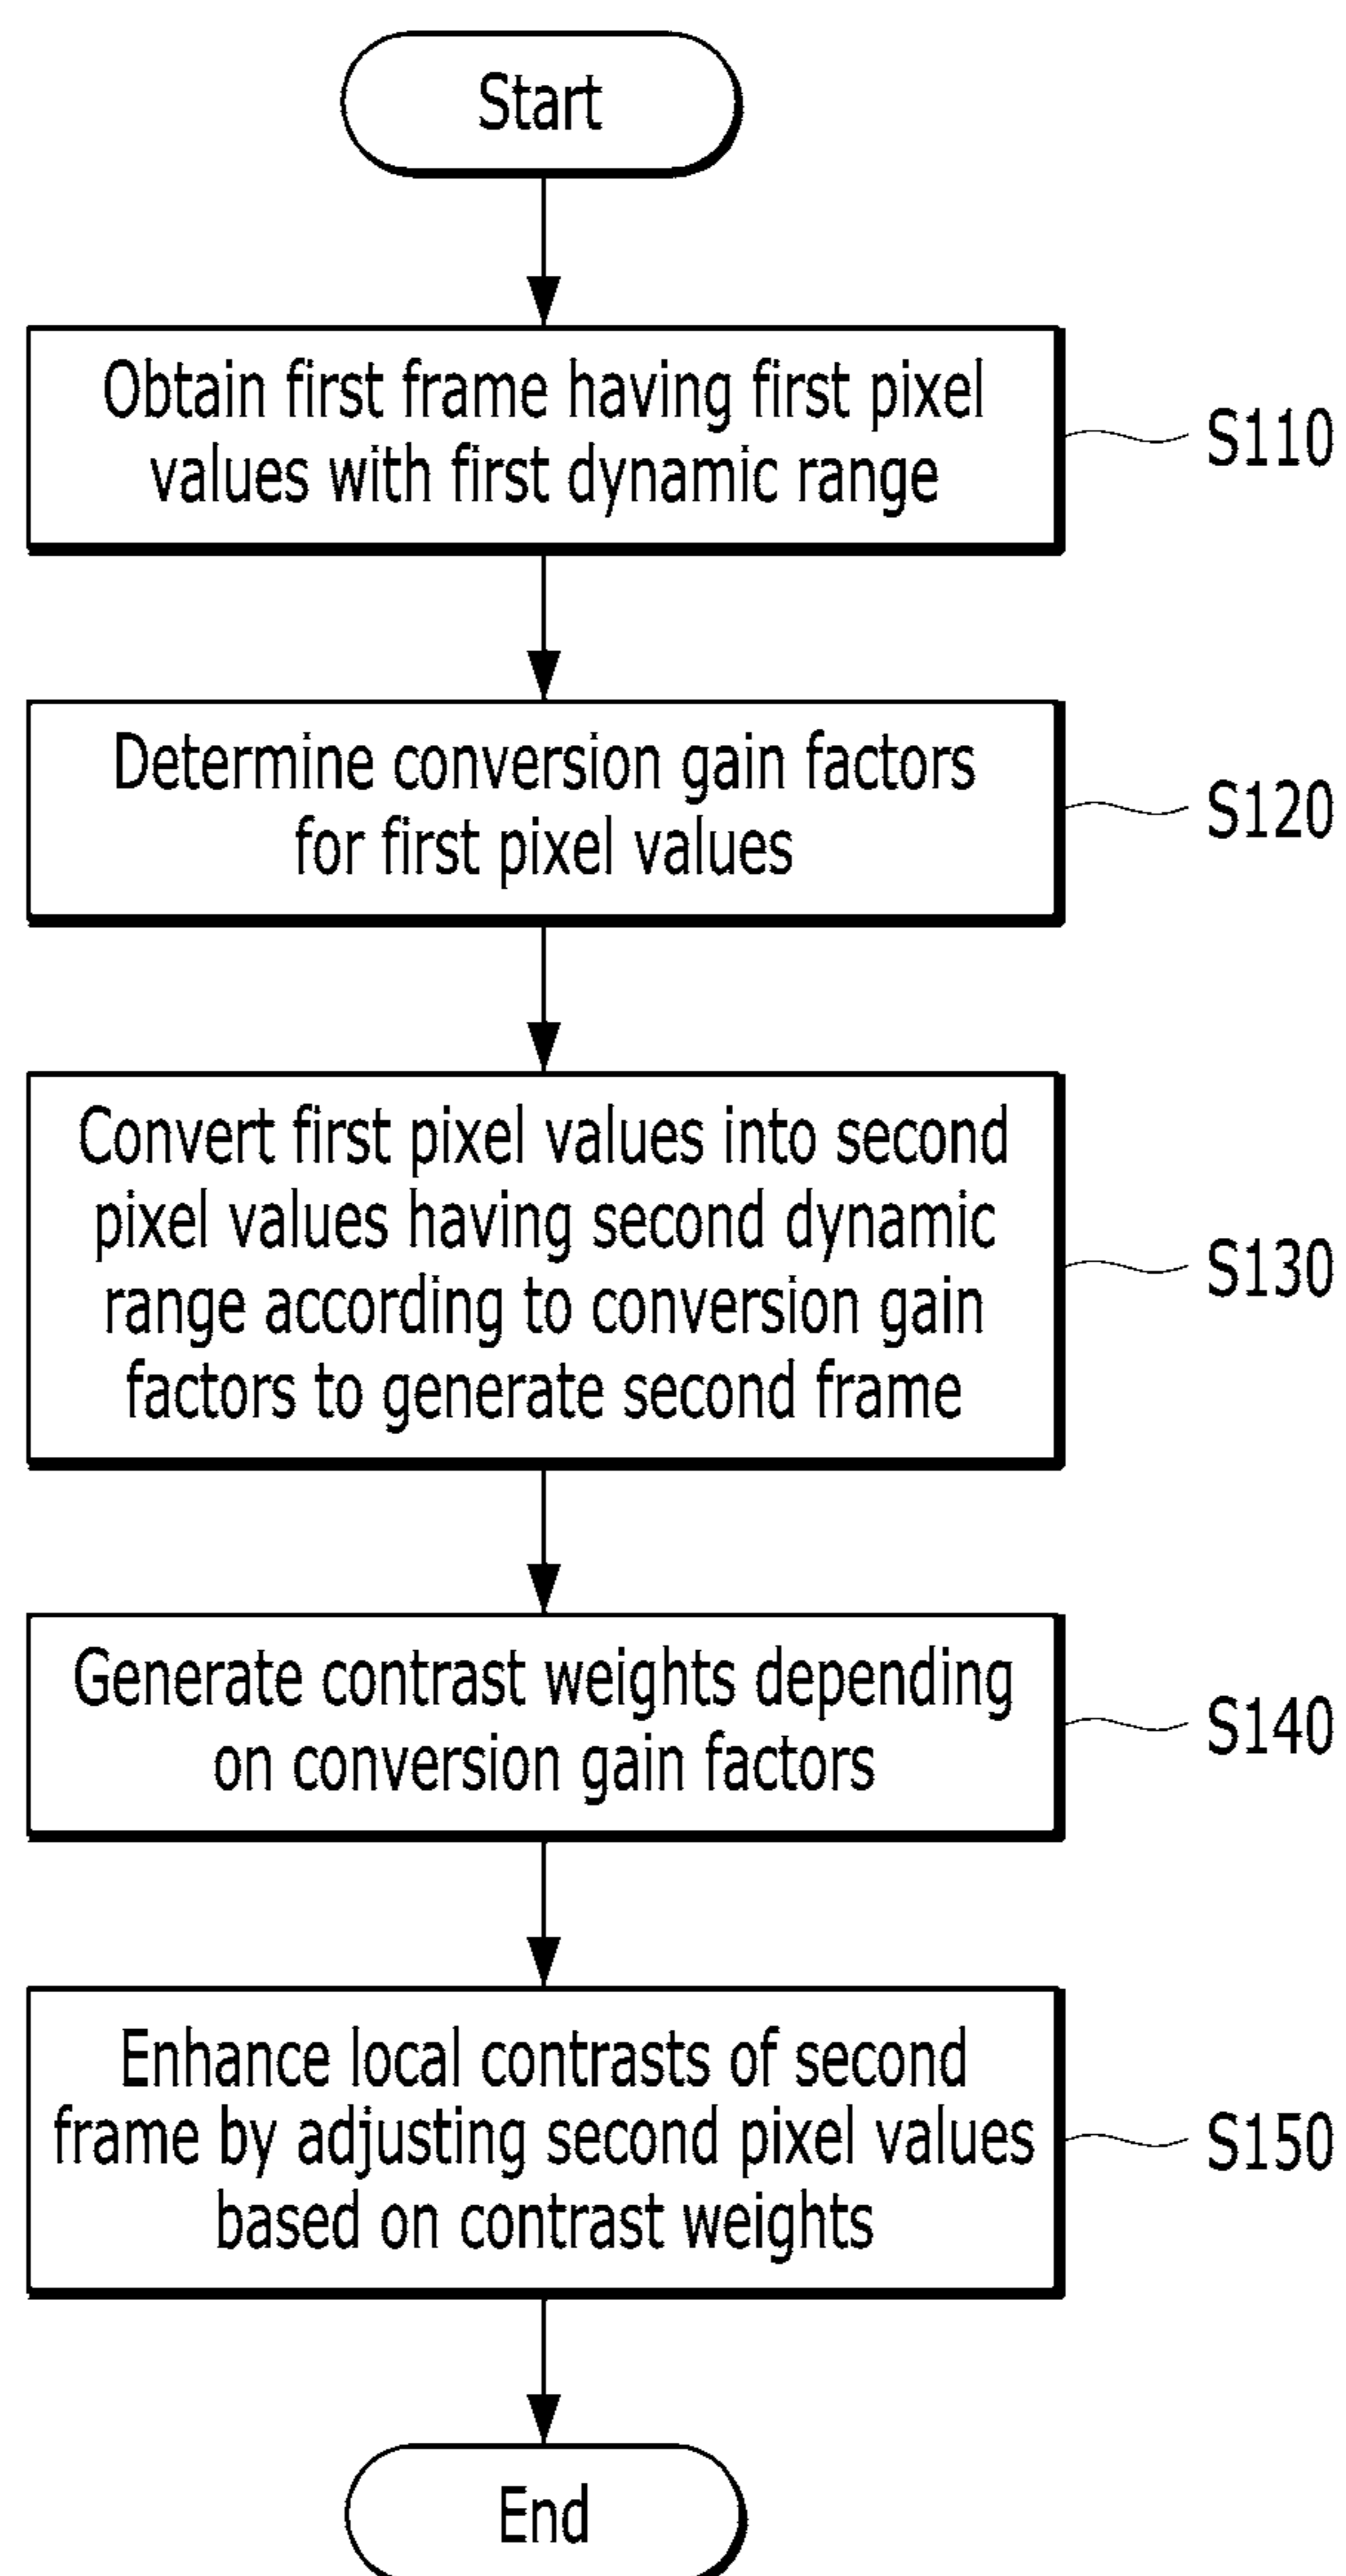 Start
Obtain first frame having first pixel
values with first dynamic range
S110
Determine conversion gain factors
for first pixel values
S120
Convert first pixel values into second
pixel values having second dynamic
range according to conversion gain
factors to generate second frame
S130
Generate contrast weights depending
on conversion gain factors
S140
Enhance local contrasts of second
frame by adjusting second pixel values
based on contrast weights
S150
End